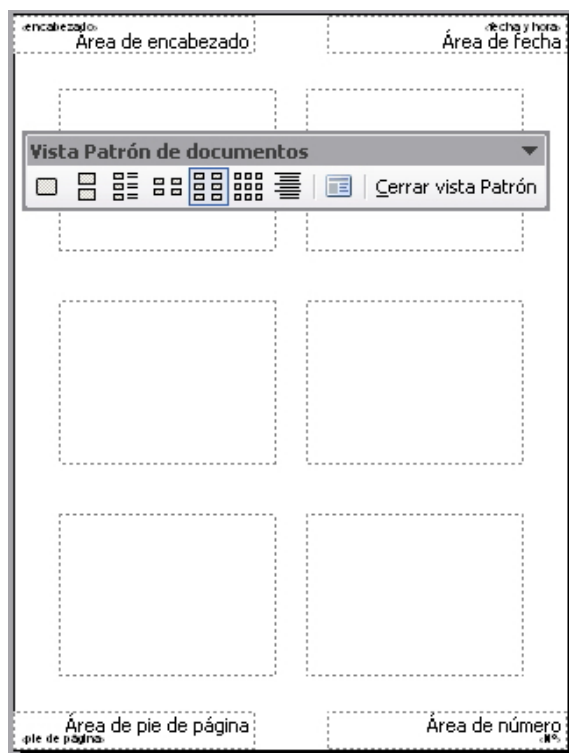 ‹encabezado›
Área de encabezado
‹fecha y hora›
Área de fecha
Vista Patrón de documentos
Cerrar vista Patrón
Área de pie de página
‹pie de página›
Área de número
‹Nº›